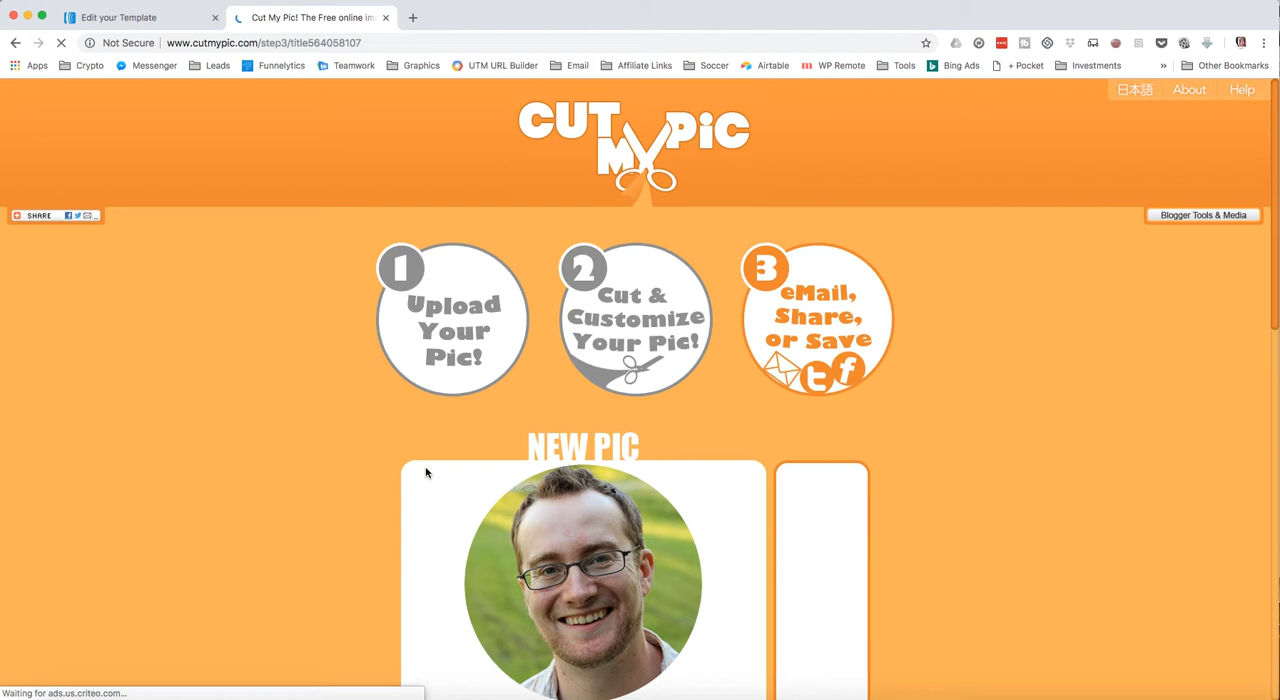 Edit your Template
Cut My Pic! The Free online im
Not Secure www.cutmypic.com/step3/title564058107
Apps Crypto Messenger Leads Funnelytics Teamwork Graphics UTM URL Builder Email Affiliate Links Soccer Airtable WP Remote Tools Bing Ads + Pocket Investments » Other Bookmarks
日本語 About Help
CUT MY PiC
SHARE
Blogger Tools & Media
1
Upload
Your
Pic!
2
Cut &
Customize
Your Pic!
3
eMail,
Share,
or Save
NEW PIC
Waiting for ads.us.criteo.com...